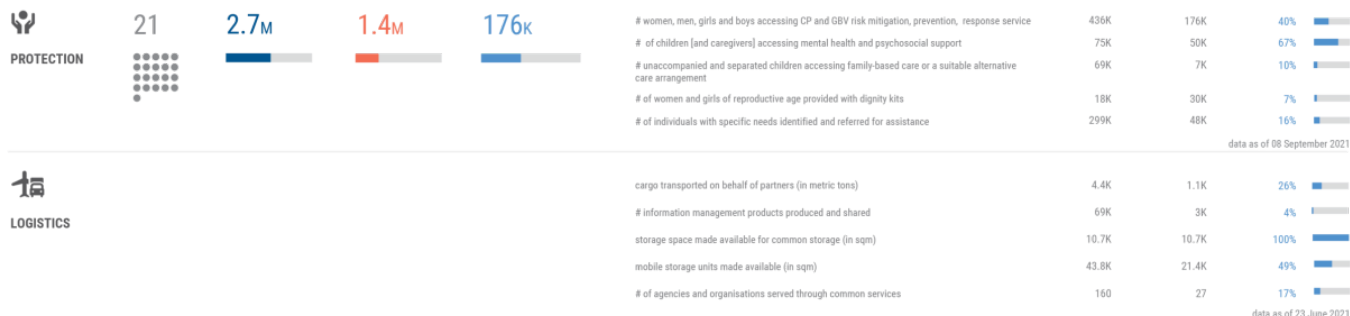 21 2.7M 1.4M 176K
PROTECTION
# women, men, girls and boys accessing CP and GBV risk mitigation, prevention, response service 436K 176K 40%
# of children [and caregivers] accessing mental health and psychosocial support 75K 50K 67%
# unaccompanied and separated children accessing family-based care or a suitable alternative
care arrangement 69K 7K 10%
# of women and girls of reproductive age provided with dignity kits 18K 30K 7%
# of individuals with specific needs identified and referred for assistance 299K 48K 16%
data as of 08 September 2021
LOGISTICS
cargo transported on behalf of partners (in metric tons) 4.4K 1.1K 26%
# information management products produced and shared 69K 3K 4%
storage space made available for common storage (in sqm) 10.7K 10.7K 100%
mobile storage units made available (in sqm) 43.8K 21.4K 49%
# of agencies and organisations served through common services 160 27 17%
data as of 23 June 2021